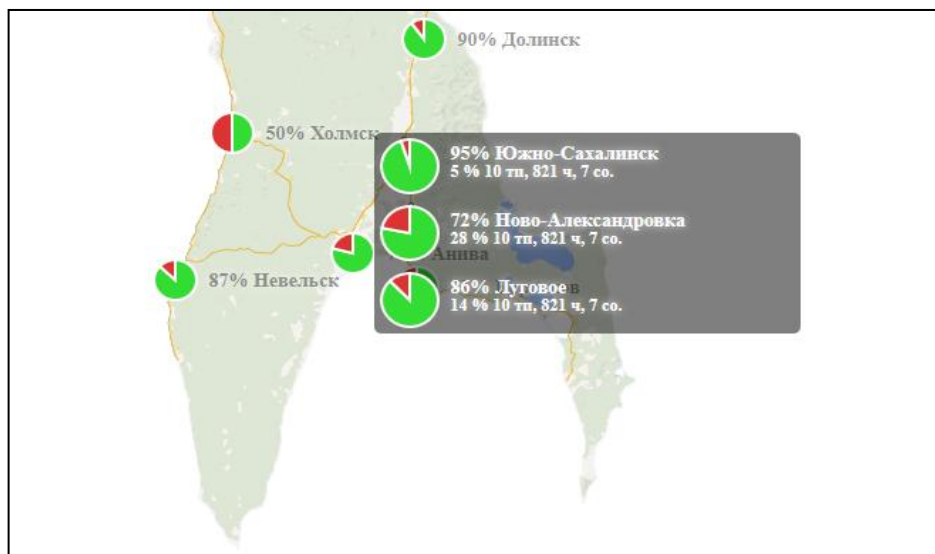 90% Долинск
50% Холмск
95% Южно-Сахалинск
5 % 10 тп, 821 ч, 7 со.
72% Ново-Александровка
28 % 10 тп, 821 ч, 7 со.
Анива
87% Невельск
86% Луговое
14 % 10 тп, 821 ч, 7 со.